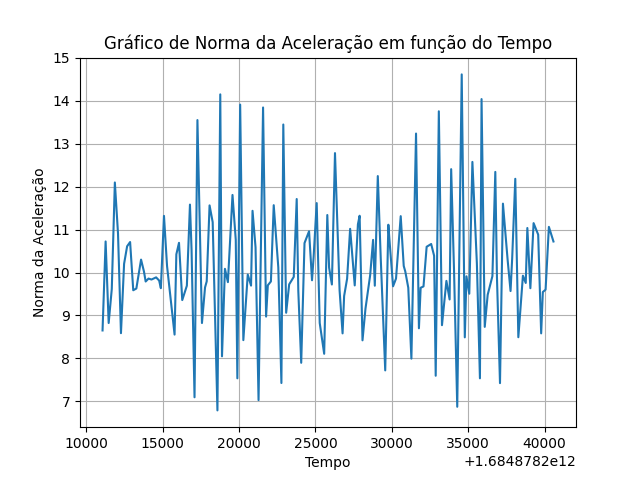 Gráfico de Norma da Aceleração em função do Tempo
15
14
13
12
11
10
9
8
7
Norma da Aceleração
10000 15000 20000 25000 30000 35000 40000
Tempo
+1.6848782e12